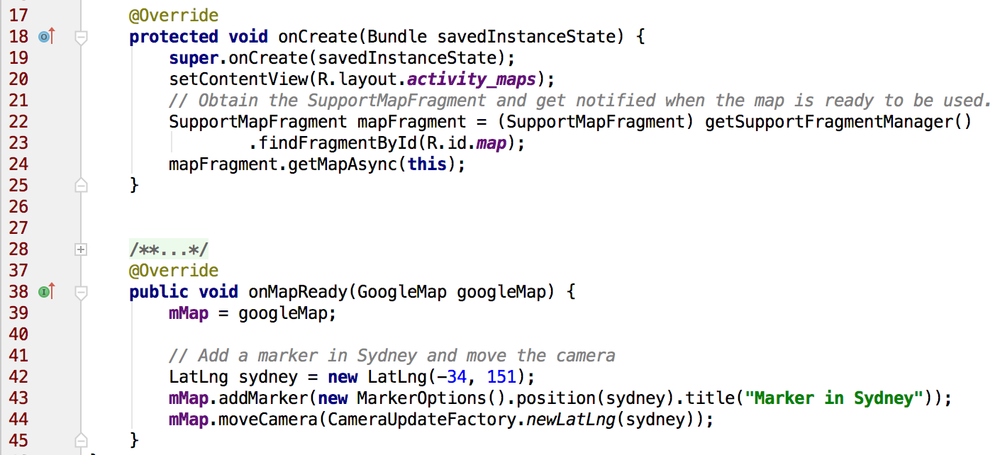 17 @Override
18 protected void onCreate(Bundle savedInstanceState) {
19 super.onCreate(savedInstanceState);
20 setContentView(R.layout.activity_maps);
21 // Obtain the SupportMapFragment and get notified when the map is ready to be used.
22 SupportMapFragment mapFragment = (SupportMapFragment) getSupportFragmentManager()
23 .findFragmentById(R.id.map);
24 mapFragment.getMapAsync(this);
25 }
26
27
28 /**...*/
37 @Override
38 public void onMapReady(GoogleMap googleMap) {
39 mMap = googleMap;
40
41 // Add a marker in Sydney and move the camera
42 LatLng sydney = new LatLng(-34, 151);
43 mMap.addMarker(new MarkerOptions().position(sydney).title("Marker in Sydney"));
44 mMap.moveCamera(CameraUpdateFactory.newLatLng(sydney));
45 }